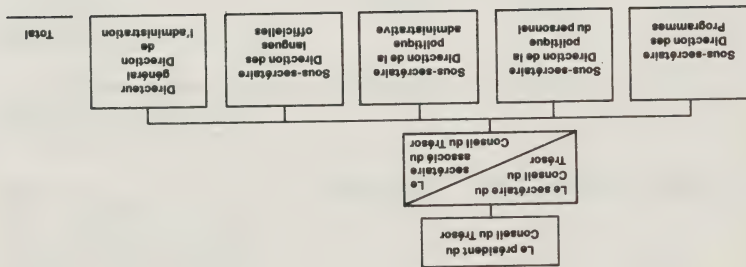 Le président du
Conseil du Trésor
Le secrétaire du
Conseil du
Trésor
Le
secrétaire
associé du
Conseil du Trésor
Sous-secrétaire
Direction des
Programmes
Sous-secrétaire
Direction de la
politique
du personnel
Sous-secrétaire
Direction de la
politique
administrative
Sous-secrétaire
Direction des
langues
officielles
Directeur
général
Direction
de
l'administration
Total